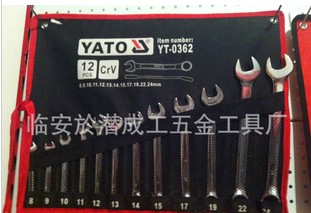 YATO
item number:
YT-0362
12 PCS CrV
8,9,10,11,12,13,14,15,17,19,22,24mm
临安於潜成工五金工具厂
8 9 10 11 12 13 14 15 17 19 22 24